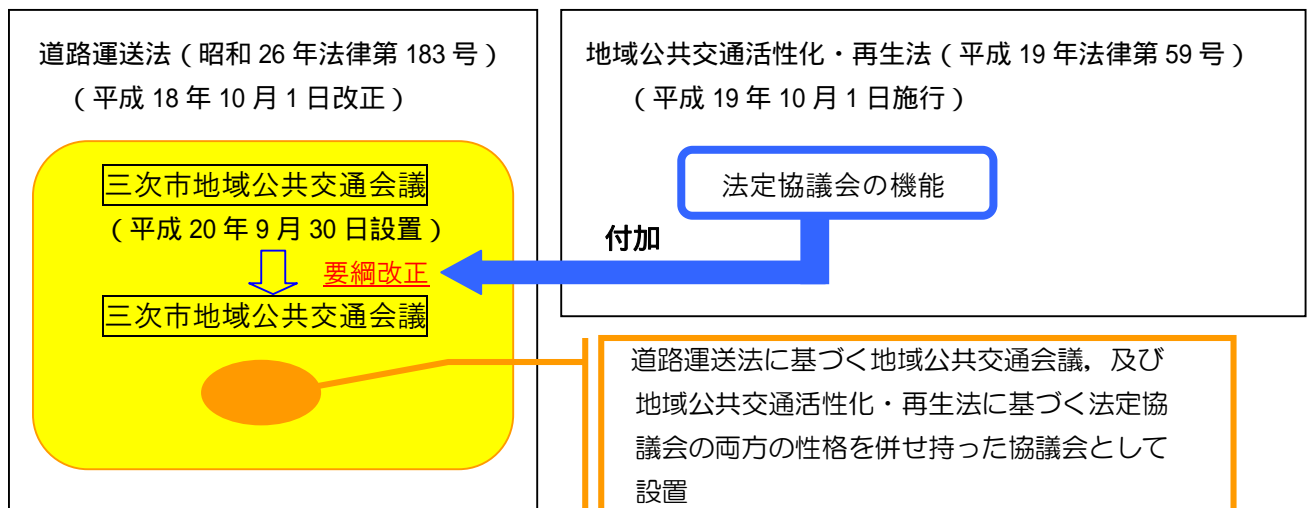 道路運送法（昭和 26 年法律第 183 号）
（平成 18 年 10 月 1 日改正）
三次市地域公共交通会議
（平成 20 年 9 月 30 日設置）
要綱改正
三次市地域公共交通会議
地域公共交通活性化・再生法（平成 19 年法律第 59 号）
（平成 19 年 10 月 1 日施行）
法定協議会の機能
付加
道路運送法に基づく地域公共交通会議，及び
地域公共交通活性化・再生法に基づく法定協
議会の両方の性格を併せ持った協議会として
設置